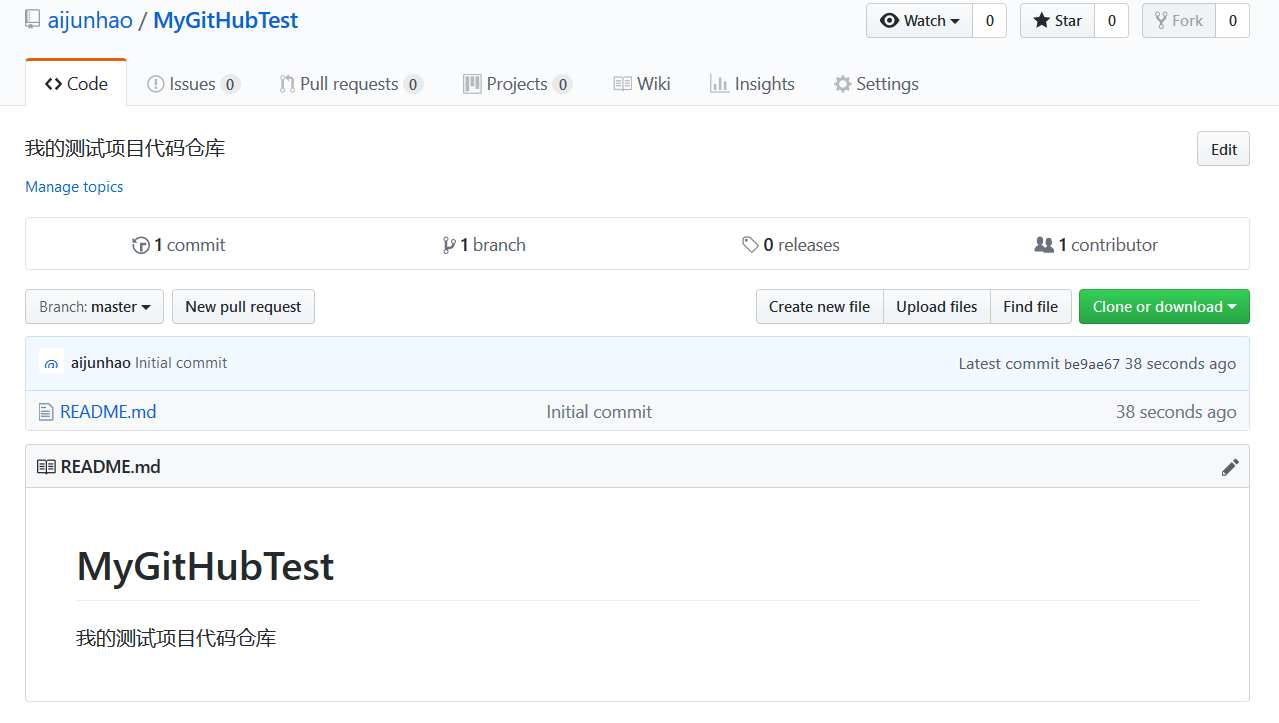 aijunhao / MyGitHubTest Watch 0 Star 0 Fork 0
Code Issues 0 Pull requests 0 Projects 0 Wiki Insights Settings
我的测试项目代码仓库 Edit
Manage topics
1 commit 1 branch 0 releases 1 contributor
Branch: master New pull request Create new file Upload files Find file Clone or download
@ aijunhao Initial commit Latest commit be9ae67 38 seconds ago
README.md Initial commit 38 seconds ago
README.md
MyGitHubTest
我的测试项目代码仓库